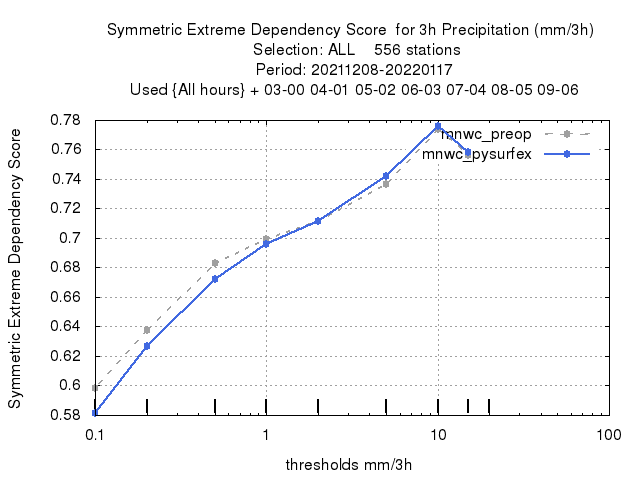 Symmetric Extreme Dependency Score  for 3h Precipitation (mm/3h)
Selection: ALL    556 stations
Period: 20211208-20220117
Used {All hours} + 03-00 04-01 05-02 06-03 07-04 08-05 09-06
Symmetric Extreme Dependency Score
0.78
0.76
0.74
0.72
0.7
0.68
0.66
0.64
0.62
0.6
0.58
mnwc_preop
mnwc_pysurfex
0.1 1 10 100
thresholds mm/3h